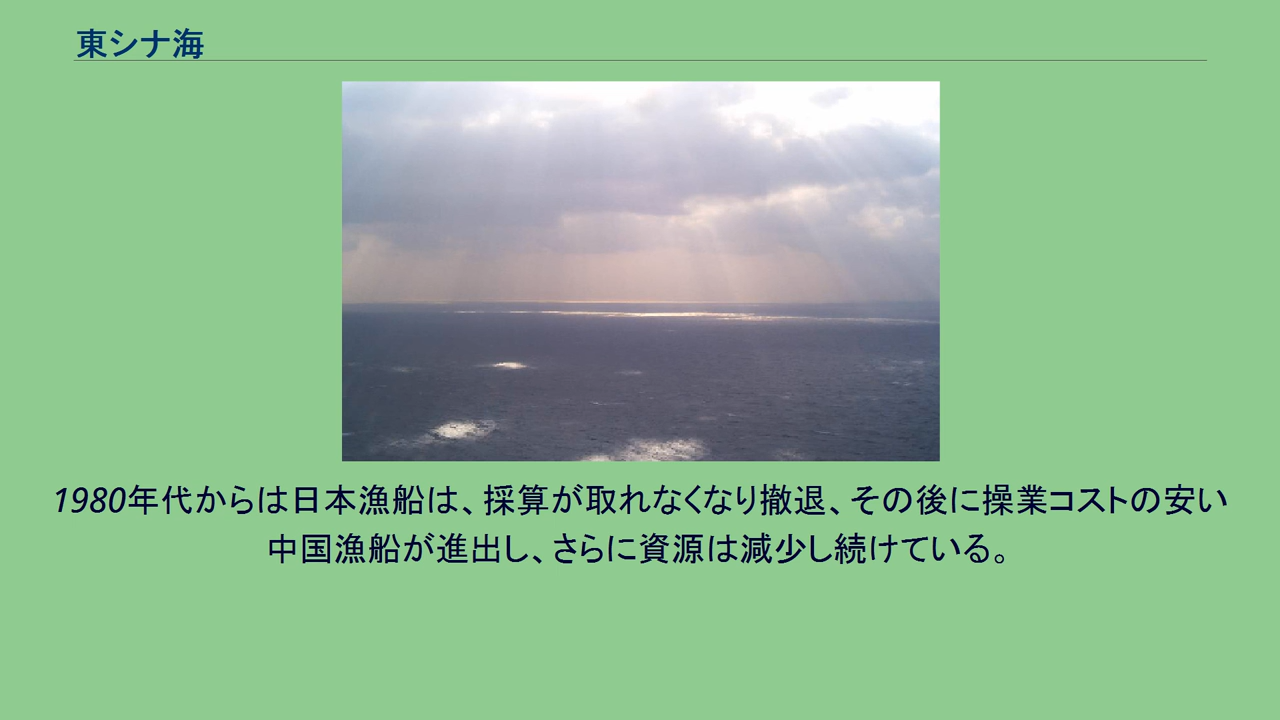 東シナ海
1980年代からは日本漁船は、採算が取れなくなり撤退、その後に操業コストの安い
中国漁船が進出し、さらに資源は減少し続けている。